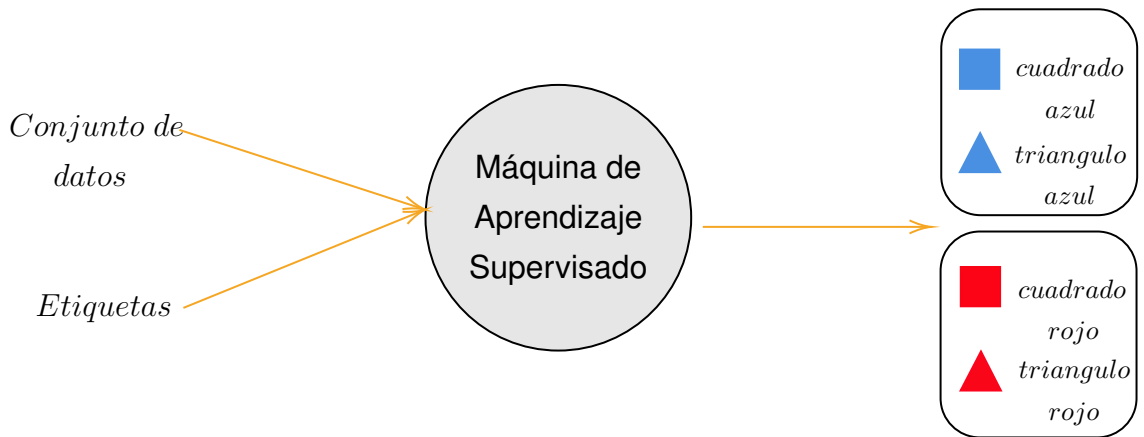 Conjunto de
datos
Etiquetas
Máquina de
Aprendizaje
Supervisado
cuadrado
azul
triangulo
azul
cuadrado
rojo
triangulo
rojo